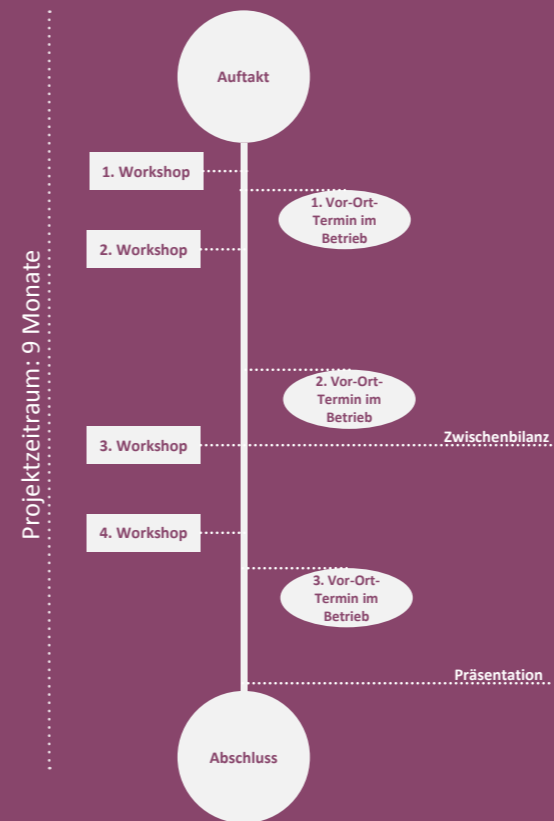 Auftakt
1. Workshop
1. Vor-Ort-
Termin im
Betrieb
2. Workshop
Projektzeitraum: 9 Monate
2. Vor-Ort-
Termin im
Betrieb
Zwischenbilanz
3. Workshop
4. Workshop
3. Vor-Ort-
Termin im
Betrieb
Präsentation
Abschluss